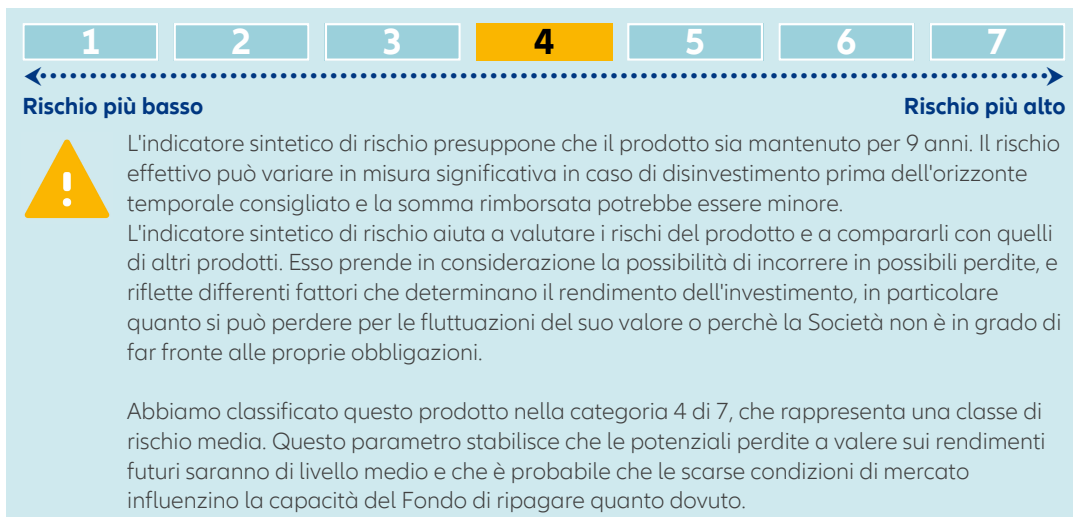 1 2 3 4 5 6 7
Rischio più basso Rischio più alto
L'indicatore sintetico di rischio presuppone che il prodotto sia mantenuto per 9 anni. Il rischio
effettivo può variare in misura significativa in caso di disinvestimento prima dell'orizzonte
temporale consigliato e la somma rimborsata potrebbe essere minore.
L'indicatore sintetico di rischio aiuta a valutare i rischi del prodotto e a compararli con quelli
di altri prodotti. Esso prende in considerazione la possibilità di incorrere in possibili perdite, e
riflette differenti fattori che determinano il rendimento dell'investimento, in particolare
quanto si può perdere per le fluttuazioni del suo valore o perchè la Società non è in grado di
far fronte alle proprie obbligazioni.
Abbiamo classificato questo prodotto nella categoria 4 di 7, che rappresenta una classe di
rischio media. Questo parametro stabilisce che le potenziali perdite a valere sui rendimenti
futuri saranno di livello medio e che è probabile che le scarse condizioni di mercato
influenzino la capacità del Fondo di ripagare quanto dovuto.